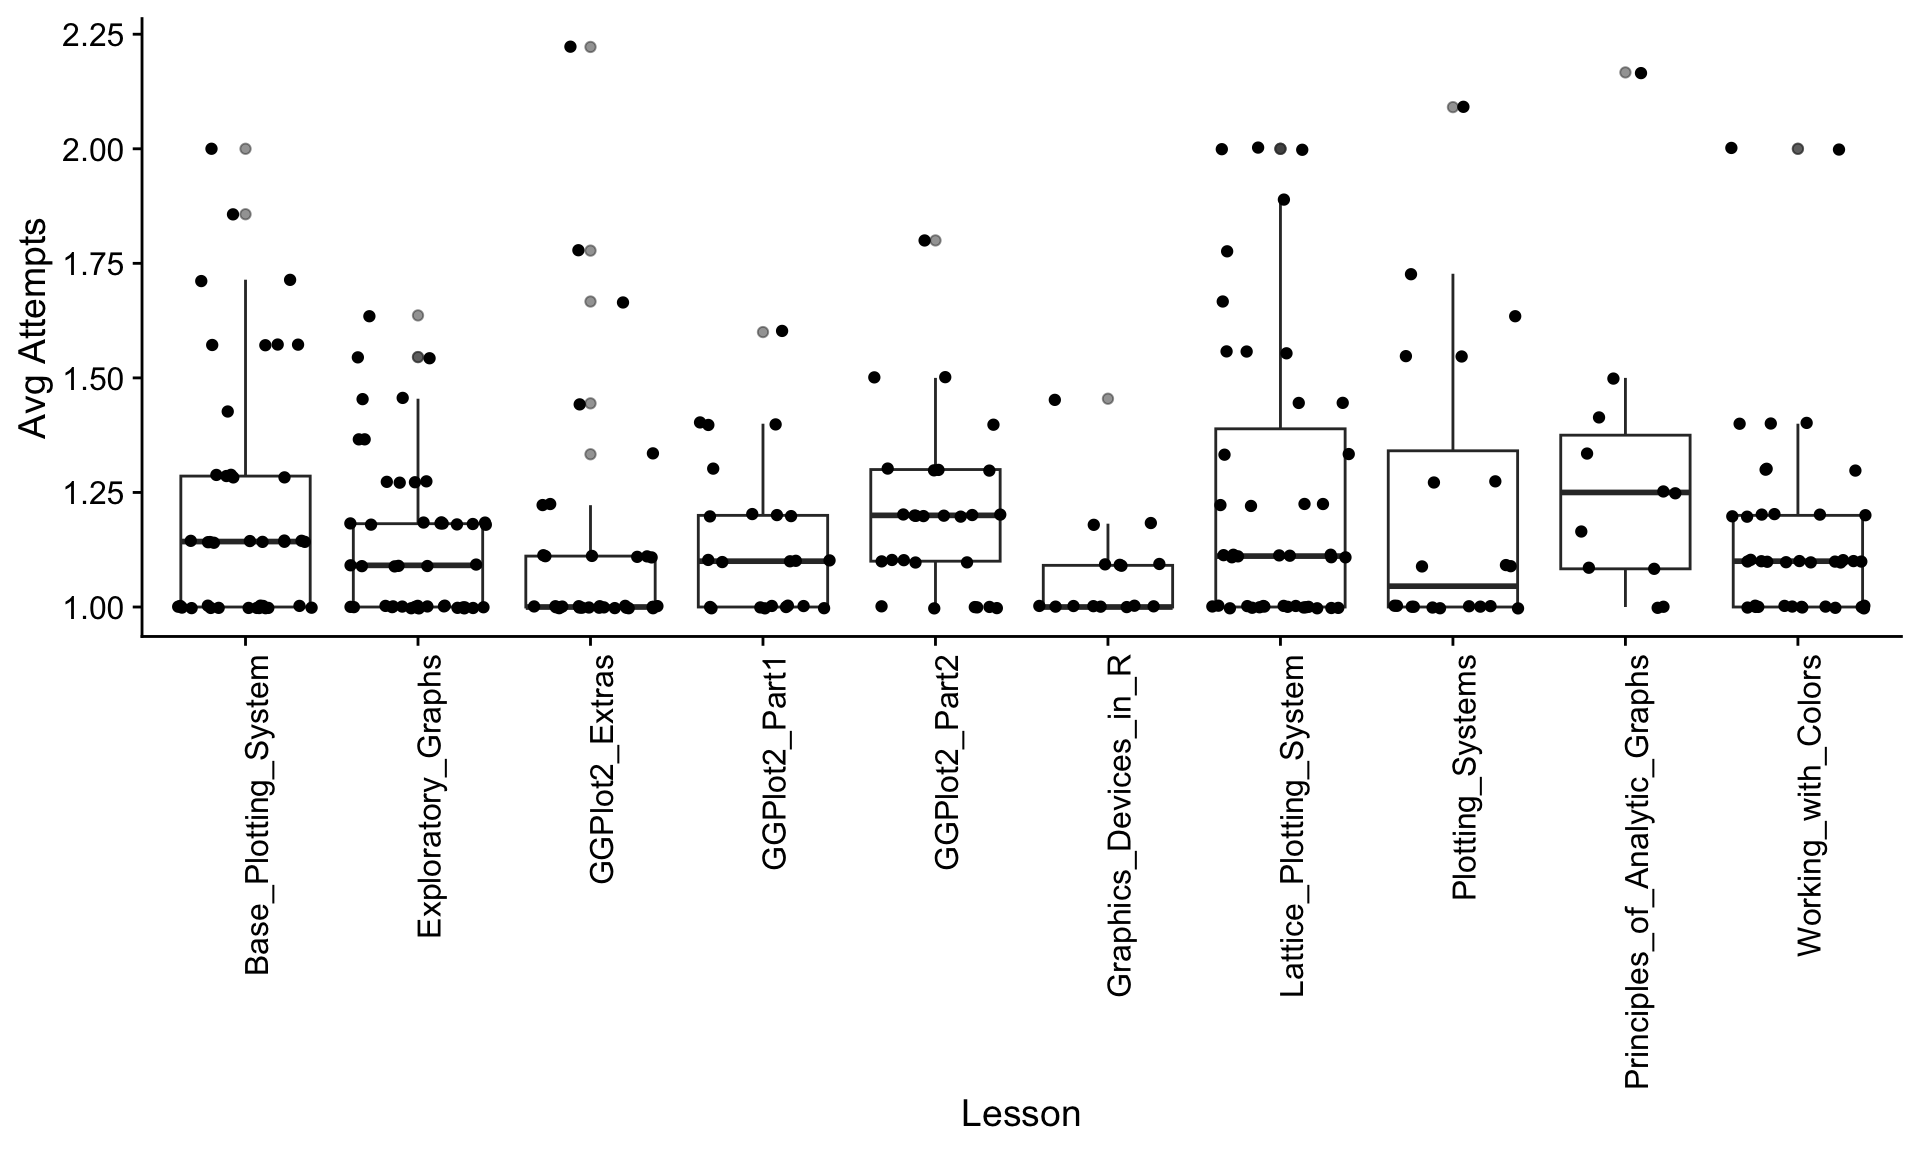 2.25
2.00
1.75
1.50
1.25
1.00
Avg Attempts
Base_Plotting_System
Exploratory_Graphs
GGPlot2_Extras
GGPlot2_Part1
GGPlot2_Part2
Graphics_Devices_in_R
Lattice_Plotting_System
Plotting_Systems
Principles_of_Analytic_Graphs
Working_with_Colors
Lesson